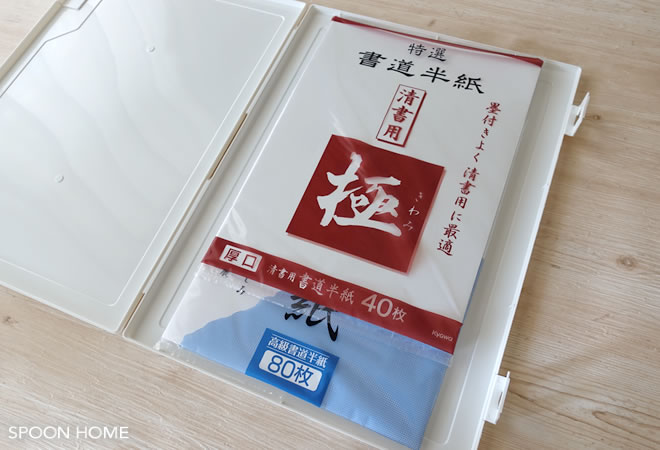 特選
書道半紙
清書用
墨付きよく清書用に最適
極
きわみ
厚口
清書用書道半紙 40枚
kyowa
紙
高級書道半紙
80枚
SPOON HOME